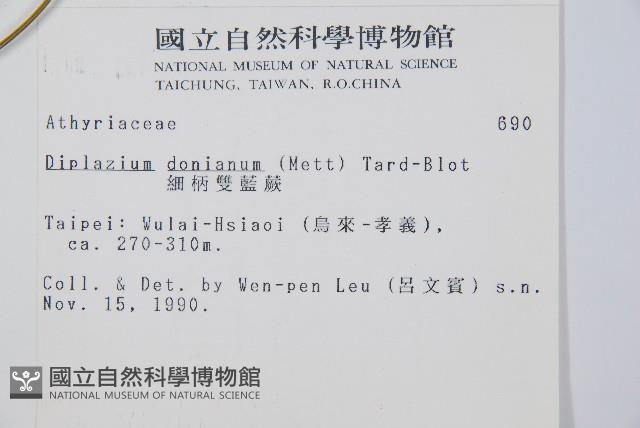 國立自然科學博物館
NATIONAL MUSEUM OF NATURAL SCIENCE
TAICHUNG, TAIWAN, R.O.CHINA
Athyriaceae 690
Diplazium donianum (Mett) Tard-Blot
細柄雙藍蕨
Taipei: Wulai-Hsiaoi (烏來-孝義),
ca. 270-310m.
Coll. & Det. by Wen-pen Leu (呂文賓) s.n.
Nov. 15, 1990.
國立自然科學博物館
NATIONAL MUSEUM OF NATURAL SCIENCE